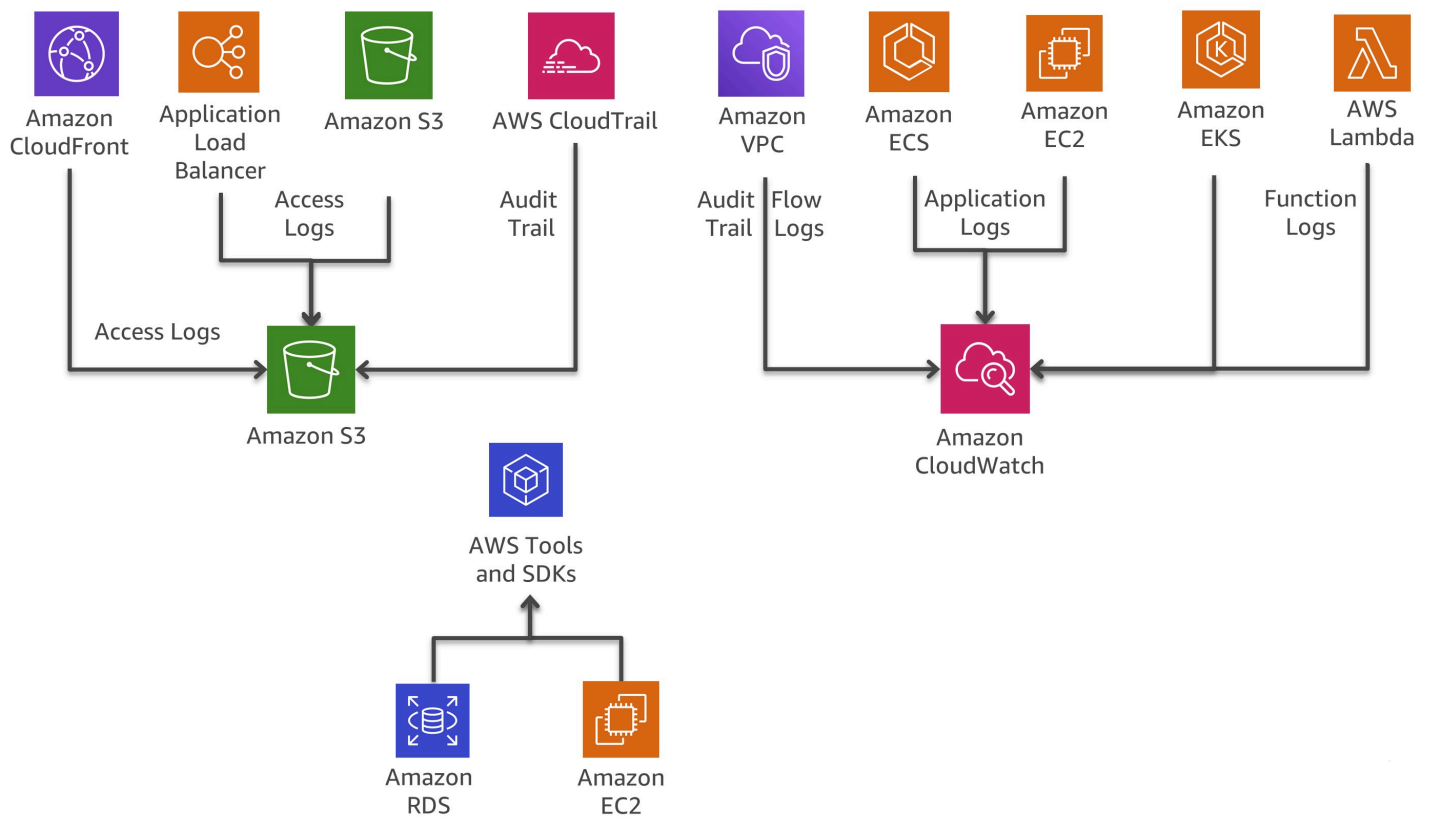 Amazon
CloudFront
Application
Load
Balancer
Amazon S3
AWS CloudTrail
Amazon
VPC
Amazon
ECS
Amazon
EC2
Amazon
EKS
AWS
Lambda
Access
Logs
Audit
Trail
Audit
Trail
Flow
Logs
Application
Logs
Function
Logs
Access Logs
Amazon S3
Amazon
CloudWatch
AWS Tools
and SDKs
Amazon
RDS
Amazon
EC2
K